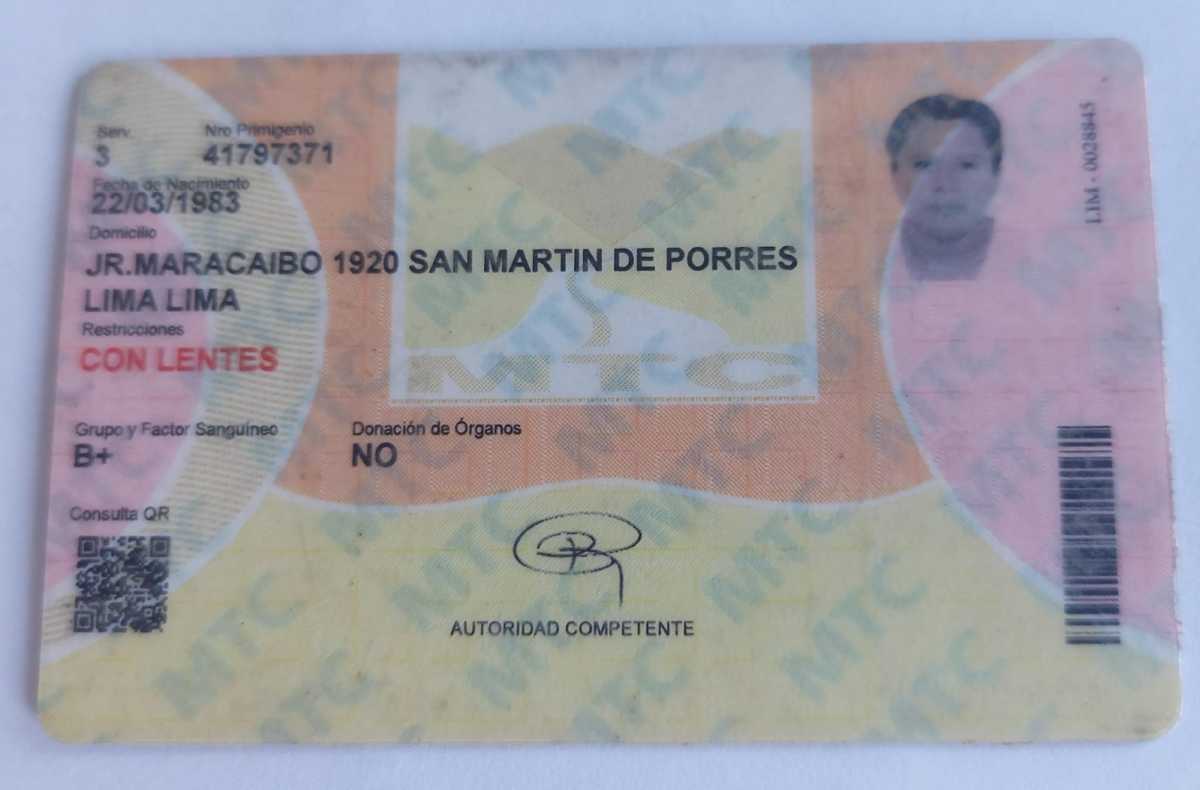 Serv. Nro Primigenio
3 41797371
Fecha de Nacimiento
22/03/1983
Domicilio
JR.MARACAIBO 1920 SAN MARTIN DE PORRES
LIMA LIMA
Restricciones
CON LENTES
Grupo y Factor Sanguíneo Donación de Órganos
B+ NO
Consulta QR
AUTORIDAD COMPETENTE
LIM - 0028845
MTC